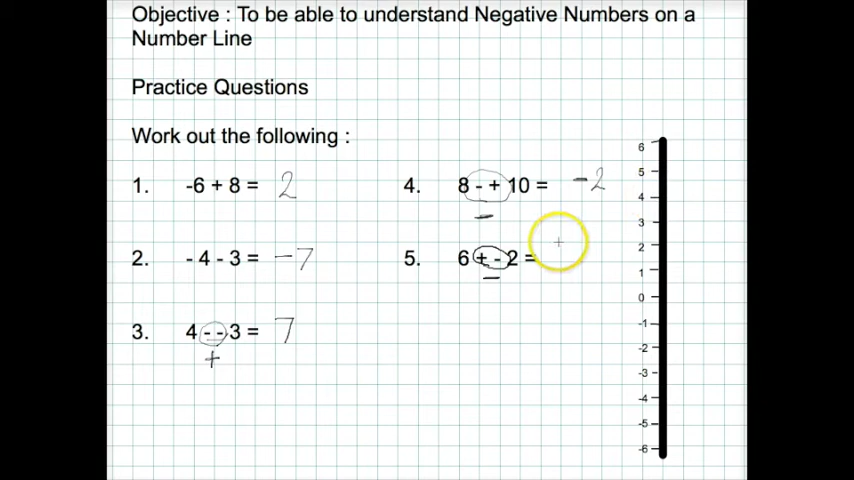 Objective : To be able to understand Negative Numbers on a
Number Line
Practice Questions
Work out the following :
1. -6 + 8 = 2
2. - 4 - 3 = -7
3. 4 - - 3 = 7
+
4. 8 - + 10 = -2
-
5. 6 + - 2 =
-
6
5
4
3
2
1
0
-1
-2
-3
-4
-5
-6